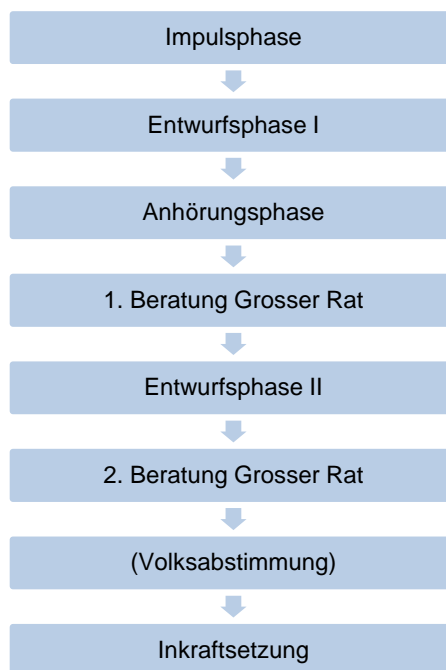 Impulsphase
Entwurfsphase I
Anhörungsphase
1. Beratung Grosser Rat
Entwurfsphase II
2. Beratung Grosser Rat
(Volksabstimmung)
Inkraftsetzung